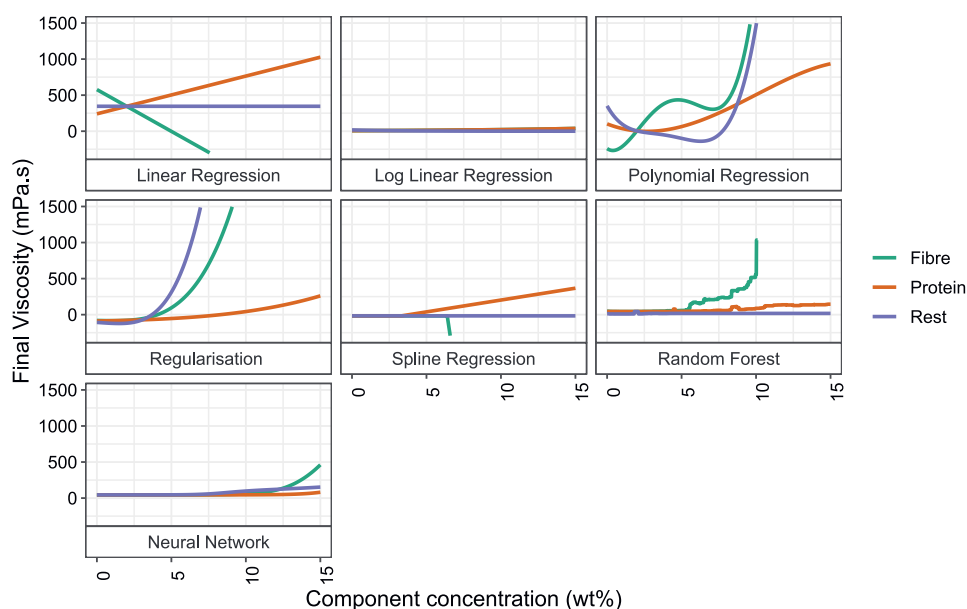 Final Viscosity (mPa.s)
1500
1000
500
0
Linear Regression
Log Linear Regression
Polynomial Regression
1500
1000
500
0
Regularisation
Spline Regression
Random Forest
0
5
10
15
0
5
10
15
1500
1000
500
0
Neural Network
0
5
10
15
Component concentration (wt%)
Fibre
Protein
Rest